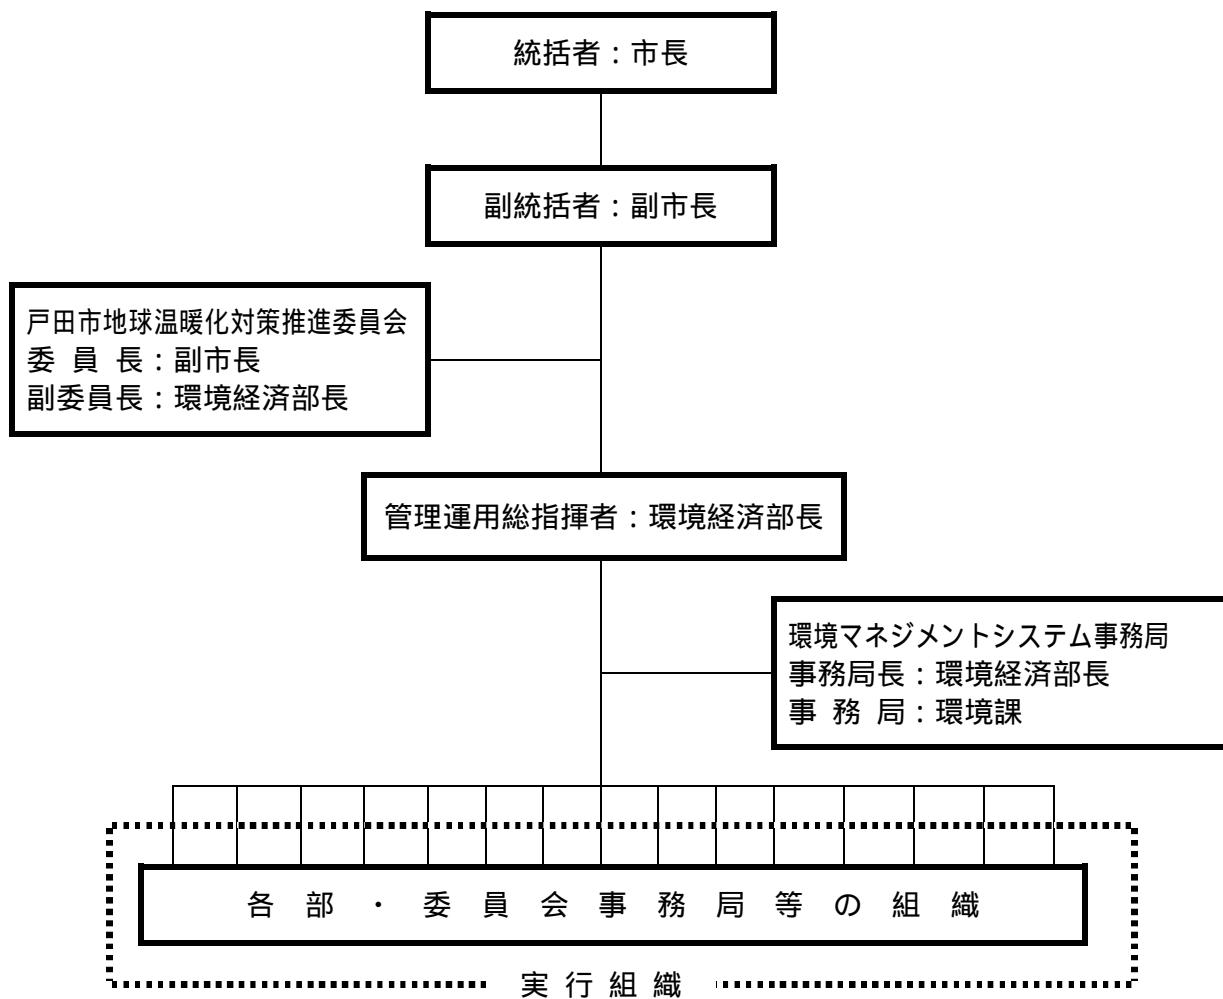 統括者：市長
副統括者：副市長
戸田市地球温暖化対策推進委員会
委 員 長：副市長
副委員長：環境経済部長
管理運用総指揮者：環境経済部長
環境マネジメントシステム事務局
事務局長：環境経済部長
事 務 局：環境課
各 部 ・ 委 員 会 事 務 局 等 の 組 織
実 行 組 織